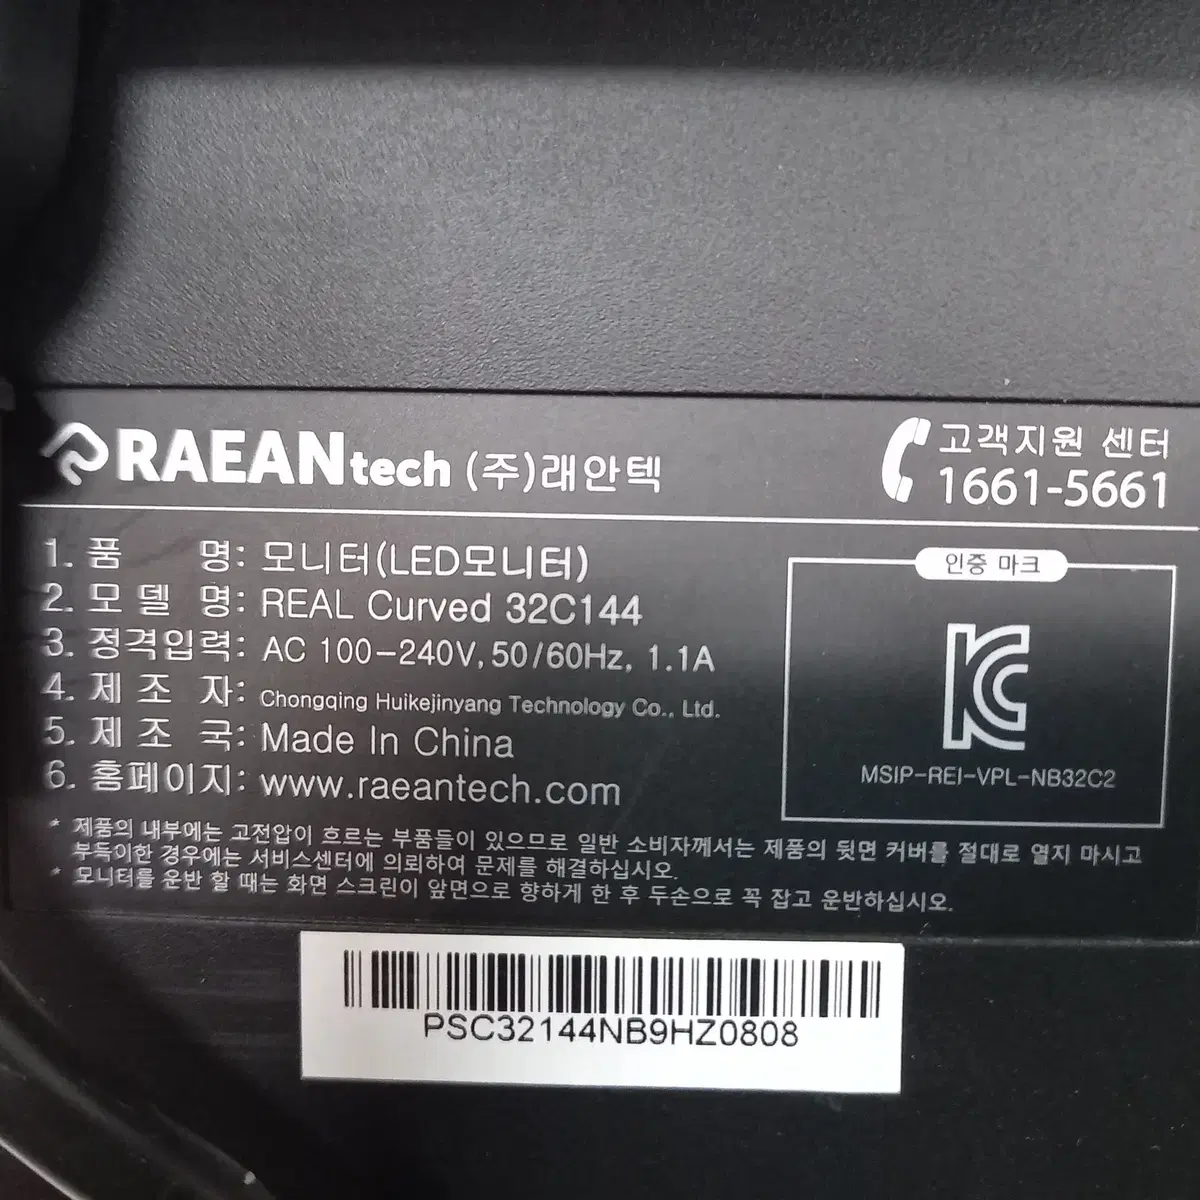 RAEANtech (주)래안텍
고객지원 센터
1661-5661
1. 품 명: 모니터(LED모니터)
2. 모 델 명: REAL Curved 32C144
3. 정격입력: AC 100-240V, 50/60Hz, 1.1A
4. 제 조 자: Chongqing Huikejinyang Technology Co., Ltd.
5. 제 조 국: Made In China
6. 홈페이지: www.raeantech.com
인증 마크
KC
MSIP-REI-VPL-NB32C2
* 제품의 내부에는 고전압이 흐르는 부품들이 있으므로 일반 소비자께서는 제품의 뒷면 커버를 절대로 열지 마시고
부득이한 경우에는 서비스센터에 의뢰하여 문제를 해결하십시오.
* 모니터를 운반 할 때는 화면 스크린이 앞면으로 향하게 한 후 두손으로 꼭 잡고 운반하십시오.
PSC32144NB9HZ0808